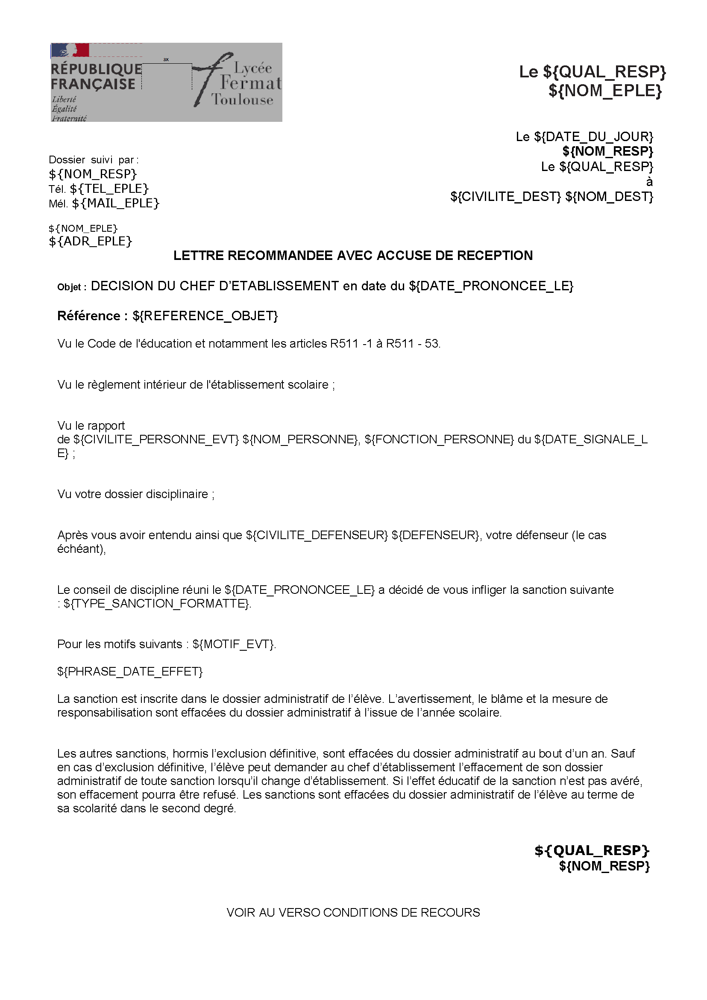 RÉPUBLIQUE
FRANÇAISE
Liberté
Égalité
Fraternité
3X
Lycée
Fermat
Toulouse
Le ${QUAL_RESP}
${NOM_EPLE}
Le ${DATE_DU_JOUR}
${NOM_RESP}
Le ${QUAL_RESP}
à
${CIVILITE_DEST} ${NOM_DEST}
Dossier suivi par :
${NOM_RESP}
Tél. ${TEL_EPLE}
Mél. ${MAIL_EPLE}
${NOM_EPLE}
${ADR_EPLE}
LETTRE RECOMMANDEE AVEC ACCUSE DE RECEPTION
Objet : DECISION DU CHEF D’ETABLISSEMENT en date du ${DATE_PRONONCEE_LE}
Référence : ${REFERENCE_OBJET}
Vu le Code de l'éducation et notamment les articles R511 -1 à R511 - 53.
Vu le règlement intérieur de l'établissement scolaire ;
Vu le rapport
de ${CIVILITE_PERSONNE_EVT} ${NOM_PERSONNE}, ${FONCTION_PERSONNE} du ${DATE_SIGNALE_L
E} ;
Vu votre dossier disciplinaire ;
Après vous avoir entendu ainsi que ${CIVILITE_DEFENSEUR} ${DEFENSEUR}, votre défenseur (le cas
échéant),
Le conseil de discipline réuni le ${DATE_PRONONCEE_LE} a décidé de vous infliger la sanction suivante
: ${TYPE_SANCTION_FORMATTE}.
Pour les motifs suivants : ${MOTIF_EVT}.
${PHRASE_DATE_EFFET}
La sanction est inscrite dans le dossier administratif de l’élève. L’avertissement, le blâme et la mesure de
responsabilisation sont effacées du dossier administratif à l’issue de l’année scolaire.
Les autres sanctions, hormis l’exclusion définitive, sont effacées du dossier administratif au bout d’un an. Sauf
en cas d’exclusion définitive, l’élève peut demander au chef d’établissement l’effacement de son dossier
administratif de toute sanction lorsqu’il change d’établissement. Si l’effet éducatif de la sanction n’est pas avéré,
son effacement pourra être refusé. Les sanctions sont effacées du dossier administratif de l’élève au terme de
sa scolarité dans le second degré.
${QUAL_RESP}
${NOM_RESP}
VOIR AU VERSO CONDITIONS DE RECOURS